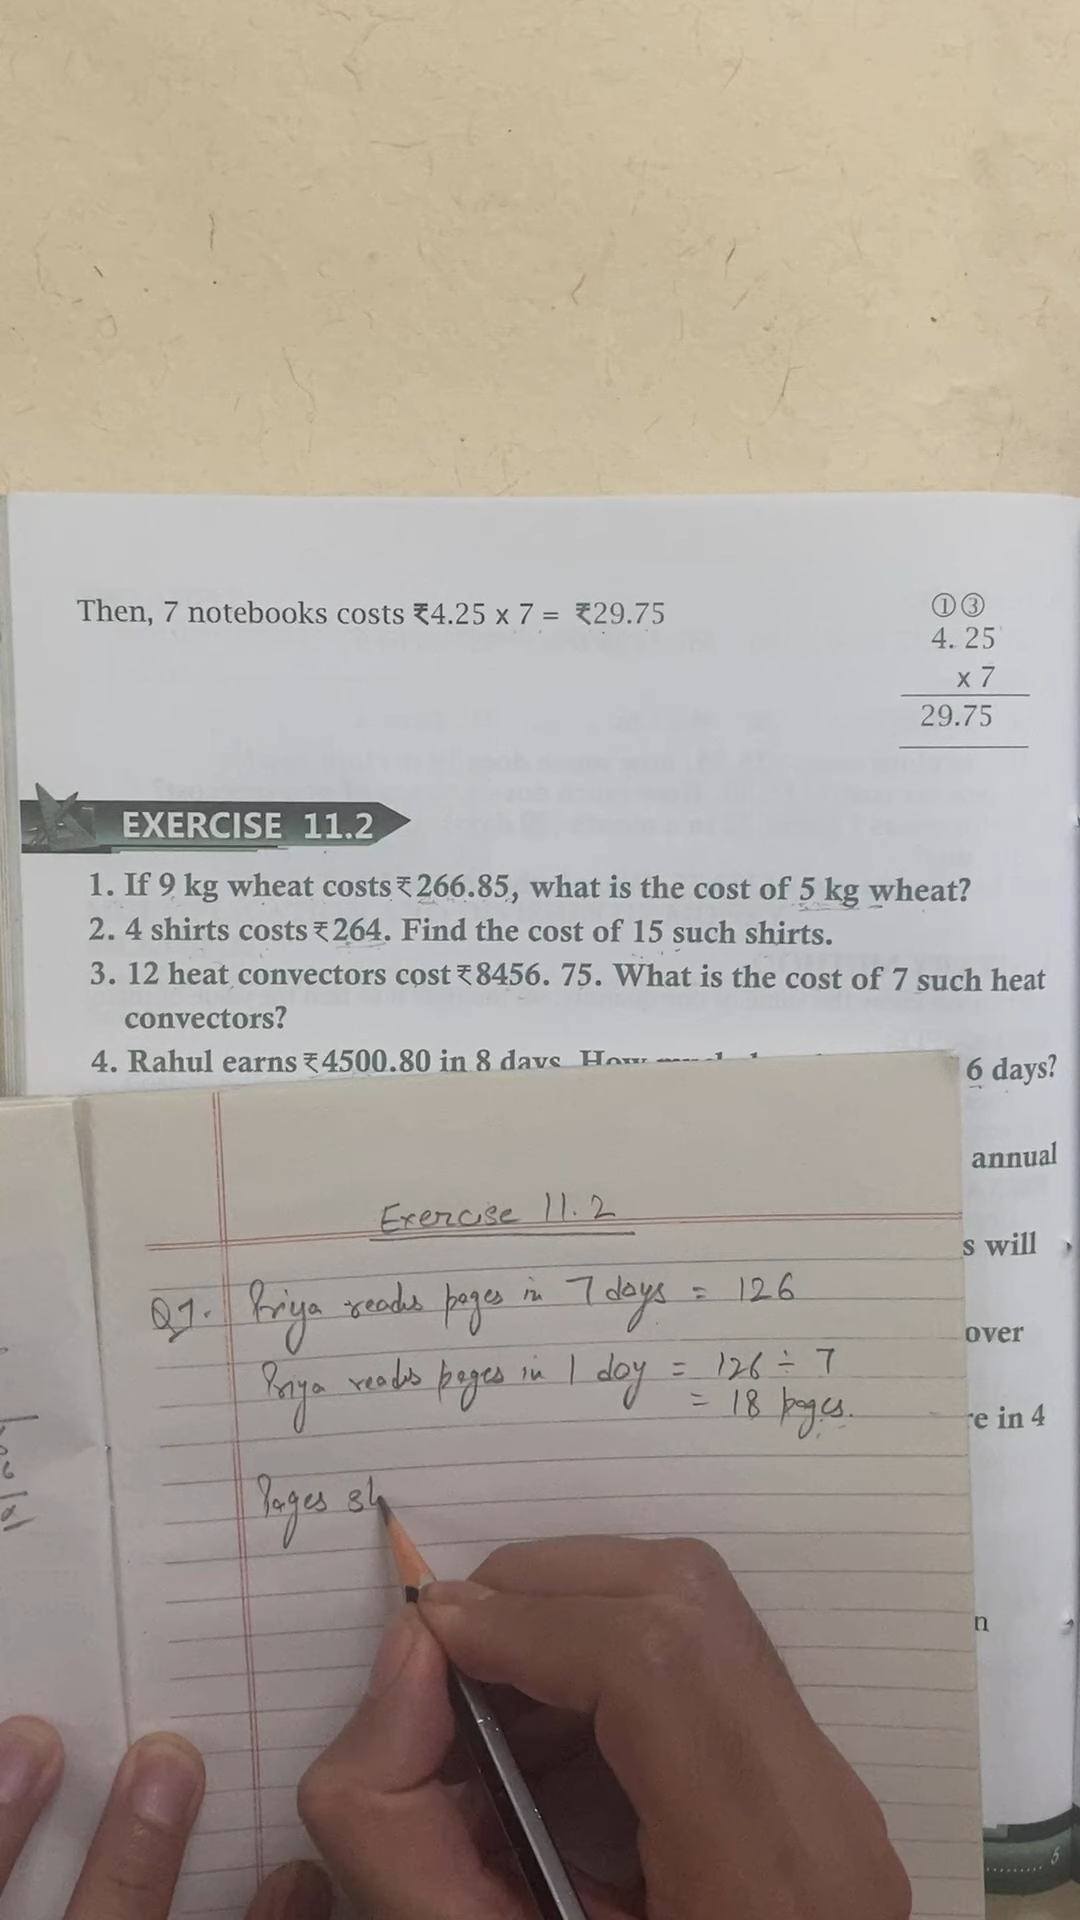 Then, 7 notebooks costs ₹4.25 x 7 = ₹29.75
①③
4. 25
x 7
29.75
EXERCISE 11.2
1. If 9 kg wheat costs ₹266.85, what is the cost of 5 kg wheat?
2. 4 shirts costs ₹264. Find the cost of 15 such shirts.
3. 12 heat convectors cost ₹8456. 75. What is the cost of 7 such heat
convectors?
4. Rahul earns ₹4500.80 in 8 days. How
6 days?
annual
s will
over
re in 4
n
5
Exercise 11.2
Q7. Priya reads pages in 7 days = 126
Priya reads pages in 1 day = 126 ÷ 7
= 18 pages.
Pages sh